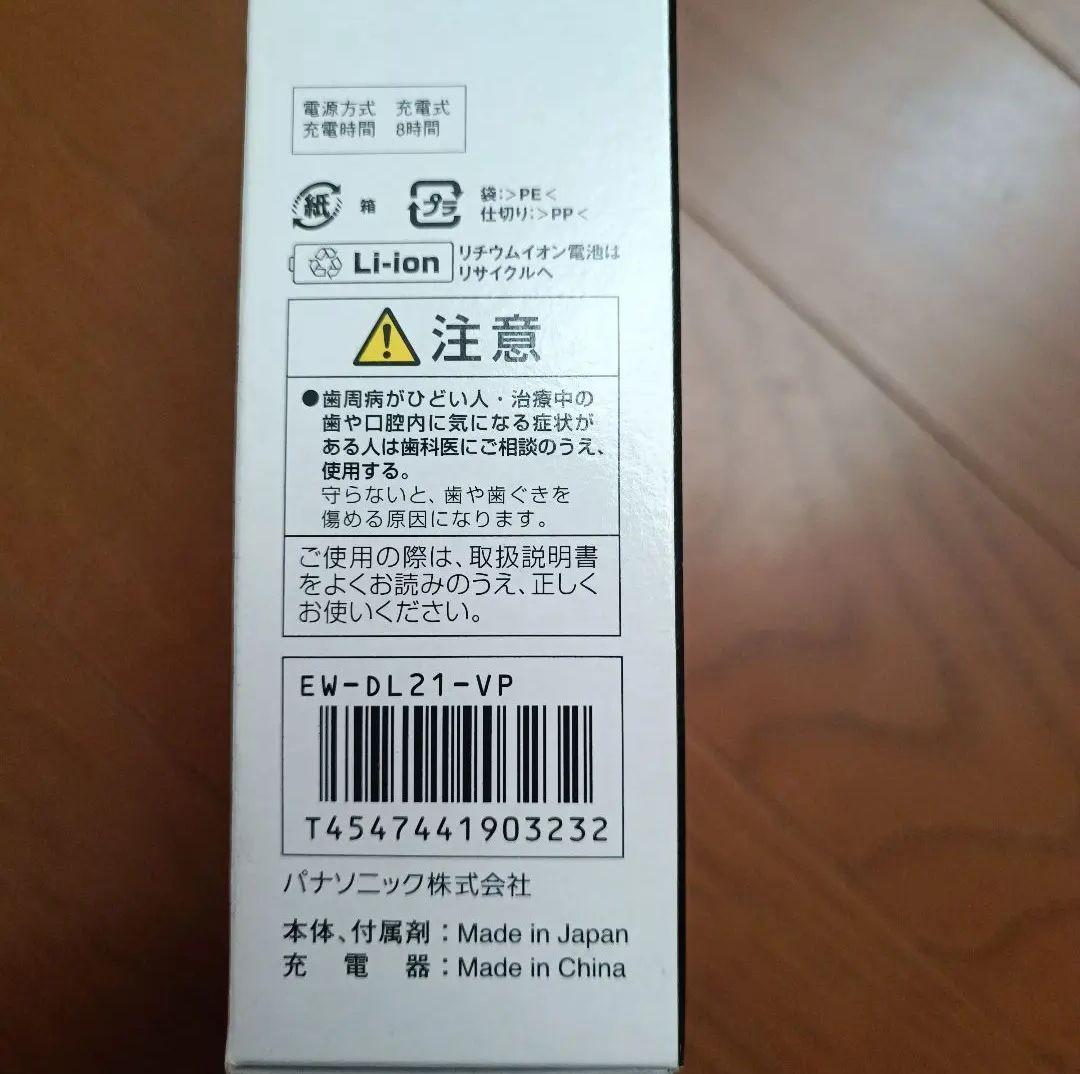 電源方式 充電式
充電時間 8時間
紙 箱 プラ 袋:>PE<
仕切り:>PP<
Li-ion リチウムイオン電池は
リサイクルへ
注意
●歯周病がひどい人・治療中の
歯や口腔内に気になる症状が
ある人は歯科医にご相談のうえ、
使用する。
守らないと、歯や歯ぐきを
傷める原因になります。
ご使用の際は、取扱説明書
をよくお読みのうえ、正しく
お使いください。
EW-DL21-VP
T4547441903232
パナソニック株式会社
本体、付属剤:Made in Japan
充電器:Made in China